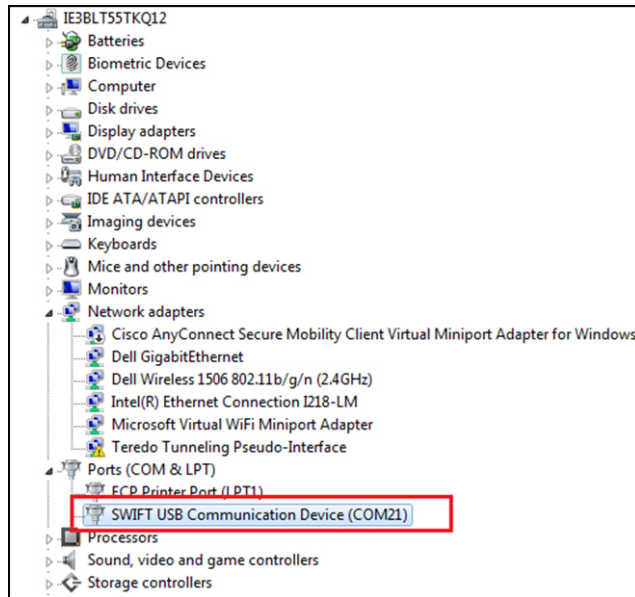 IE3BLT55TKQ12
Batteries
Biometric Devices
Computer
Disk drives
Display adapters
DVD/CD-ROM drives
Human Interface Devices
IDE ATA/ATAPI controllers
Imaging devices
Keyboards
Mice and other pointing devices
Monitors
Network adapters
Cisco AnyConnect Secure Mobility Client Virtual Miniport Adapter for Windows
Dell GigabitEthernet
Dell Wireless 1506 802.11b/g/n (2.4GHz)
Intel(R) Ethernet Connection I218-LM
Microsoft Virtual WiFi Miniport Adapter
Teredo Tunneling Pseudo-Interface
Ports (COM & LPT)
ECP Printer Port (LPT1)
SWIFT USB Communication Device (COM21)
Processors
Sound, video and game controllers
Storage controllers